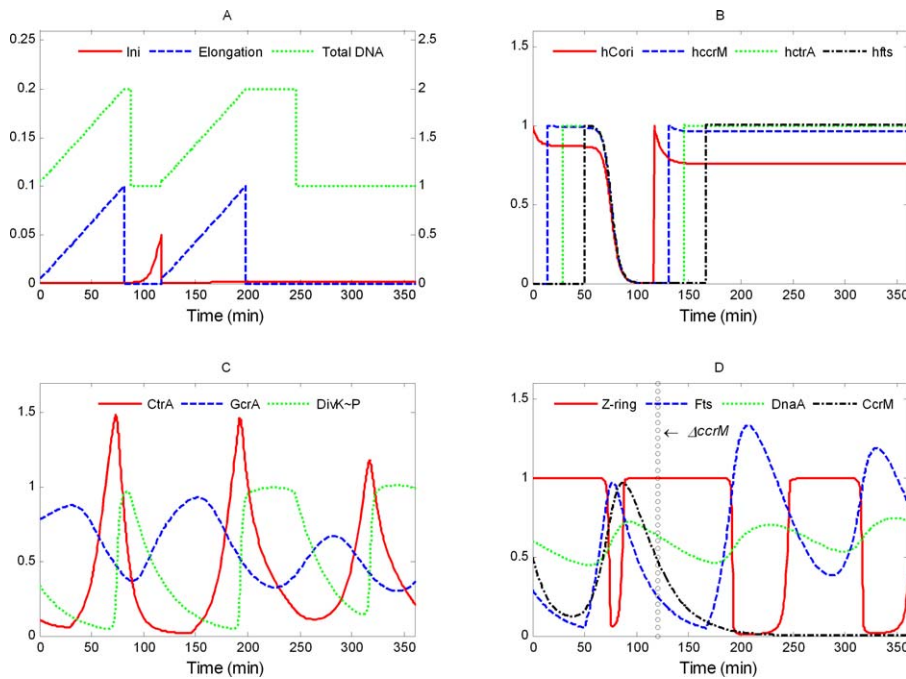 A
0.25
0.2
0.15
0.1
0.05
0
2.5
2
1.5
1
0.5
0
Ini Elongation Total DNA
0 50 100 150 200 250 300 350
Time (min)
B
1.5
1
0.5
0
hCori hccrM hctrA hfts
0 50 100 150 200 250 300 350
Time (min)
C
1.5
1
0.5
0
CtrA GcrA DivK~P
0 50 100 150 200 250 300 350
Time (min)
D
1.5
1
0.5
0
Z-ring Fts DnaA CcrM
← ΔccrM
0 50 100 150 200 250 300 350
Time (min)